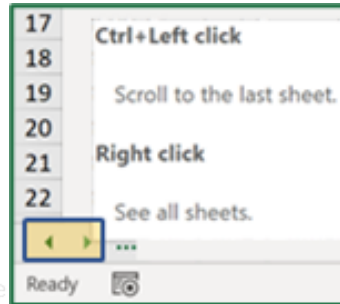 17
Ctrl+Left click
18
19
Scroll to the last sheet.
20
21
Right click
22
See all sheets.
...
Ready